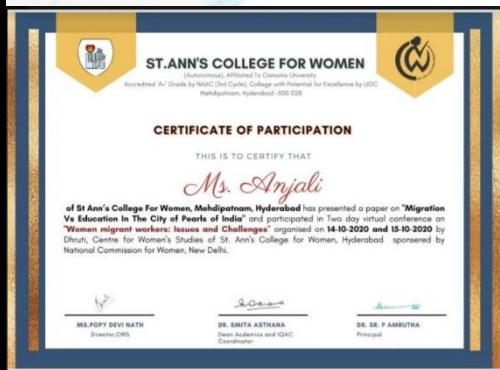 ST.ANN'S COLLEGE FOR WOMEN
(Autonomous), Affiliated To Osmania University
Accredited 'A+' Grade by NAAC (3rd Cycle), College with Potential for Excellence by UGC
Mehdipatnam, Hyderabad -500 028
CERTIFICATE OF PARTICIPATION
THIS IS TO CERTIFY THAT
Ms. Anjali
of St Ann's College For Women, Mehdipatnam, Hyderabad has presented a paper on "Migration
Vs Education In The City of Pearls of India" and participated in Two day virtual conference on
"Women migrant workers: Issues and Challenges" organised on 14-10-2020 and 15-10-2020 by
Dhruti, Centre for Women's Studies of St. Ann's College for Women, Hyderabad sponsered by
National Commission for Women, New Delhi.
MS.POPY DEVI NATH
Director,CWS
DR. SMITA ASTHANA
Dean Acdemics and IQAC
Coordinator
DR. SR. P AMRUTHA
Principal